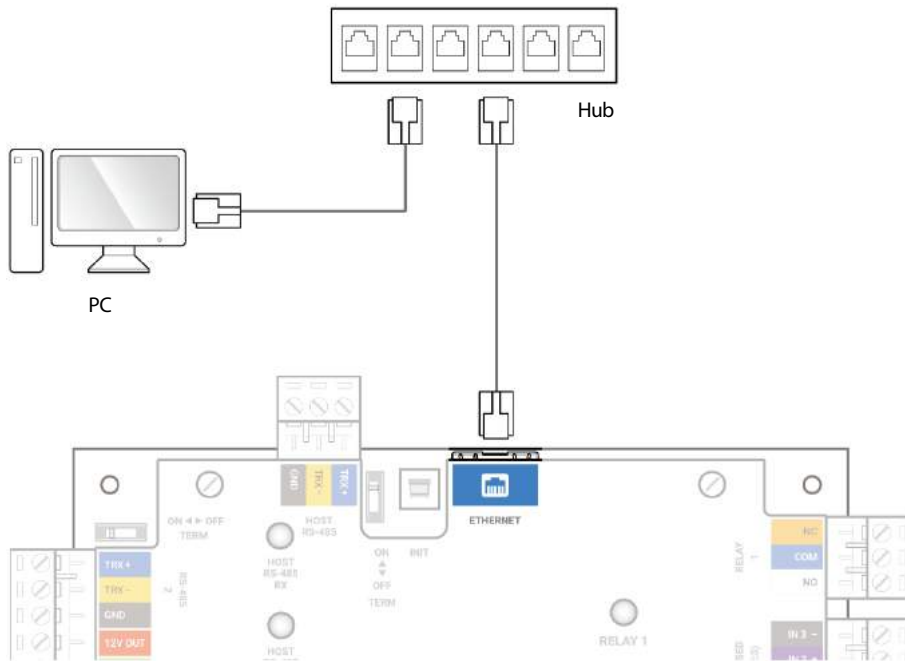 Hub
PC
GND
TRX -
TRX +
ETHERNET
ON ◄ ► OFF
TERM
HOST
RS-485
NC
COM
NO
RELAY
1
TRX +
TRX -
GND
12V OUT
RS-485
2
HOST
RS-485
RX
ON
▲
▼
OFF
TERM
INIT
HOST
RELAY 1
IN 3 -